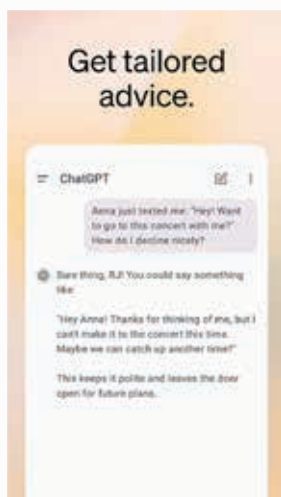 Get tailored
advice.
ChatGPT
Anna just texted me: "Hey! Want
to go to this concert with me?"
How do I decline nicely?
Sure thing, RJ! You could say something
like
"Hey Anna! Thanks for thinking of me, but I
can't make it to the concert this time.
Maybe we can catch up another time?"
This keeps it polite and leaves the door
open for future plans.